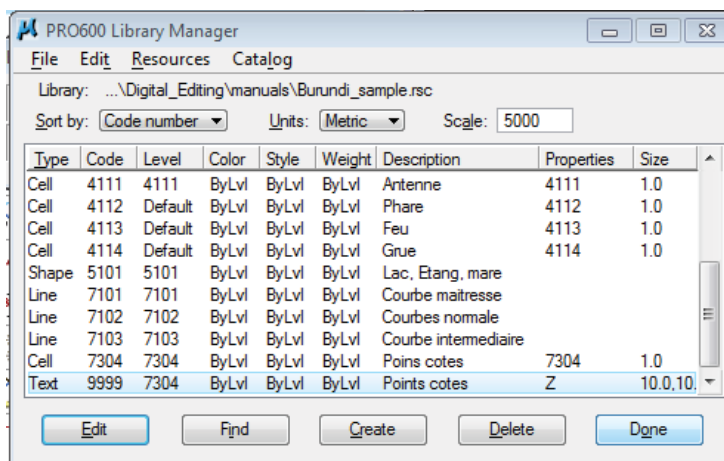 PRO600 Library Manager
File Edit Resources Catalog
Library: ...\Digital_Editing\manuals\Burundi_sample.rsc
Sort by: Code number Units: Metric Scale: 5000
Type Code Level Color Style Weight Description Properties Size
Cell 4111 4111 ByLvl ByLvl ByLvl Antenne 4111 1.0
Cell 4112 Default ByLvl ByLvl ByLvl Phare 4112 1.0
Cell 4113 Default ByLvl ByLvl ByLvl Feu 4113 1.0
Cell 4114 Default ByLvl ByLvl ByLvl Grue 4114 1.0
Shape 5101 5101 ByLvl ByLvl ByLvl Lac, Etang, mare
Line 7101 7101 ByLvl ByLvl ByLvl Courbe maitresse
Line 7102 7102 ByLvl ByLvl ByLvl Courbes normale
Line 7103 7103 ByLvl ByLvl ByLvl Courbe intermediaire
Cell 7304 7304 ByLvl ByLvl ByLvl Poins cotes 7304 1.0
Text 9999 7304 ByLvl ByLvl ByLvl Points cotes Z 10.0,10.
Edit Find Create Delete Done